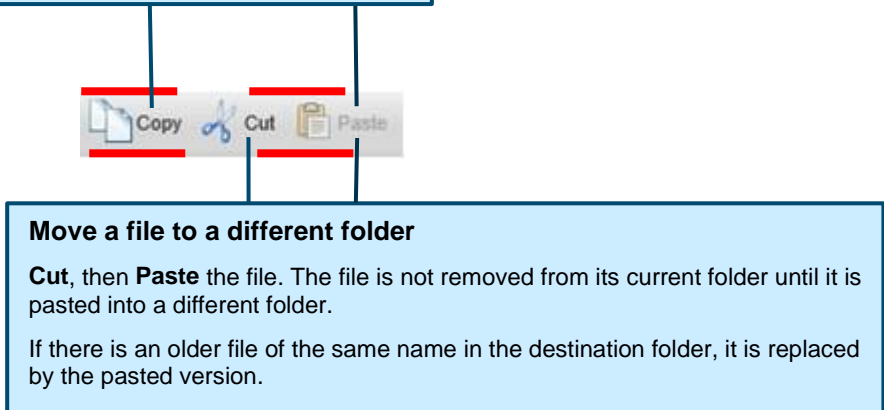 Copy Cut Paste
Move a file to a different folder
Cut, then Paste the file. The file is not removed from its current folder until it is
pasted into a different folder.
If there is an older file of the same name in the destination folder, it is replaced
by the pasted version.